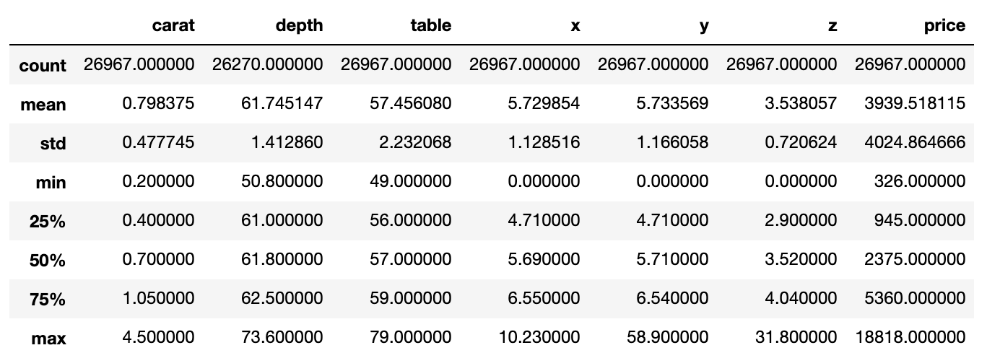 carat depth table x y z price
count 26967.000000 26270.000000 26967.000000 26967.000000 26967.000000 26967.000000 26967.000000
mean 0.798375 61.745147 57.456080 5.729854 5.733569 3.538057 3939.518115
std 0.477745 1.412860 2.232068 1.128516 1.166058 0.720624 4024.864666
min 0.200000 50.800000 49.000000 0.000000 0.000000 0.000000 326.000000
25% 0.400000 61.000000 56.000000 4.710000 4.710000 2.900000 945.000000
50% 0.700000 61.800000 57.000000 5.690000 5.710000 3.520000 2375.000000
75% 1.050000 62.500000 59.000000 6.550000 6.540000 4.040000 5360.000000
max 4.500000 73.600000 79.000000 10.230000 58.900000 31.800000 18818.000000